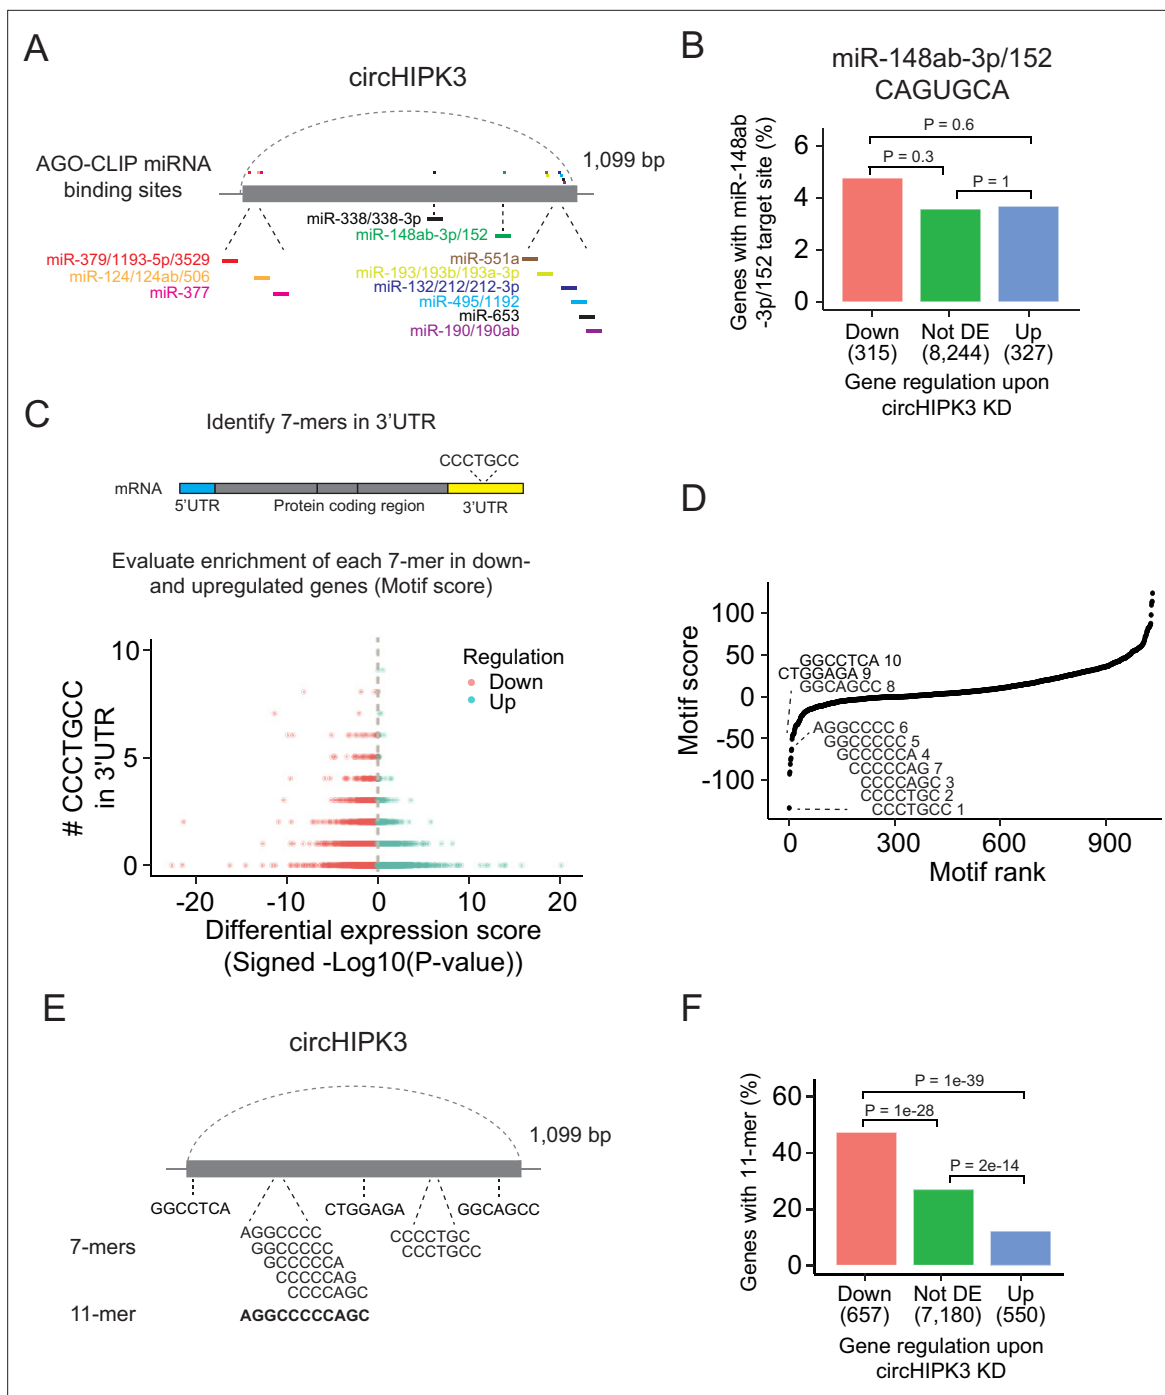 A
circHIPK3
AGO-CLIP miRNA
binding sites
1,099 bp
miR-338/338-3p
miR-148ab-3p/152
miR-379/1193-5p/3529
miR-124/124ab/506
miR-377
miR-551a
miR-193/193b/193a-3p
miR-132/212/212-3p
miR-495/1192
miR-653
miR-190/190ab
B
miR-148ab-3p/152
CAGUGCA
Genes with miR-148ab
-3p/152 target site (%)
6
4
2
0
P = 0.6
P = 0.3
P = 1
Down
(315)
Not DE
(8,244)
Up
(327)
Gene regulation upon
circHIPK3 KD
C
Identify 7-mers in 3'UTR
CCCTGCC
mRNA
5'UTR
Protein coding region
3'UTR
Evaluate enrichment of each 7-mer in down-
and upregulated genes (Motif score)
# CCCTGCC
in 3'UTR
10
5
0
Regulation
Down
Up
-20
-10
0
10
20
Differential expression score
(Signed -Log10(P-value))
D
Motif score
100
50
0
-50
-100
GGCCTCA 10
CTGGAGA 9
GGCAGCC 8
AGGCCCC 6
GGCCCCC 5
GCCCCCA 4
CCCCCAG 7
CCCCAGC 3
CCCCTGC 2
CCCTGCC 1
0
300
600
900
Motif rank
E
circHIPK3
1,099 bp
GGCCTCA
CTGGAGA
GGCAGCC
7-mers
AGGCCCC
GGCCCCC
GCCCCCA
CCCCCAG
CCCCAGC
CCCCTGC
CCCTGCC
11-mer
AGGCCCCCAGC
F
Genes with 11-mer (%)
60
40
20
0
P = 1e-39
P = 1e-28
P = 2e-14
Down
(657)
Not DE
(7,180)
Up
(550)
Gene regulation upon
circHIPK3 KD